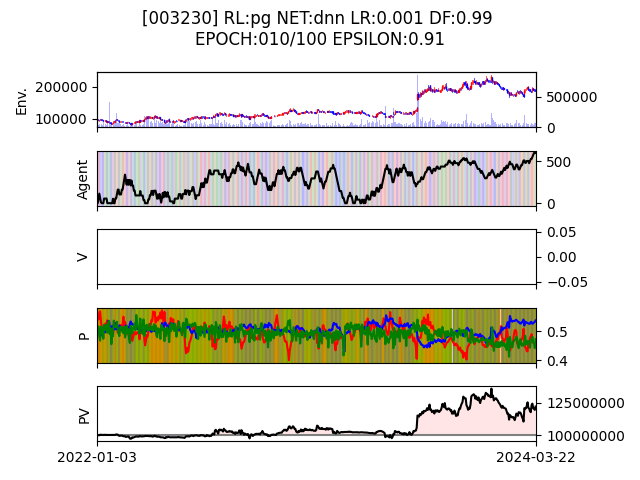 [003230] RL:pg NET:dnn LR:0.001 DF:0.99
EPOCH:010/100 EPSILON:0.91
Env.
200000
100000
500000
0
Agent
500
0
V
0.05
0.00
−0.05
P
0.5
0.4
PV
125000000
100000000
2022-01-03
2024-03-22